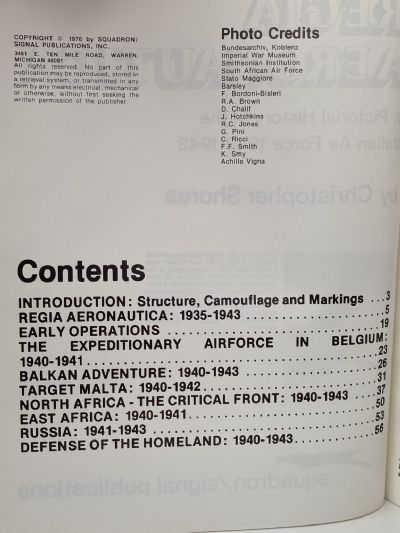 COPYRIGHT © 1976 BY SQUADRON/
SIGNAL PUBLICATIONS, INC.
3461 E. TEN MILE ROAD, WARREN,
MICHIGAN 48091
All rights reserved. No part of this
publication may be reproduced, stored in
a retrieval system, or transmitted in any
form by any means electrical, mechanical
or otherwise, without first seeking the
written permission of the publisher.
Photo Credits
Bundesarchiv, Koblenz
Imperial War Museum
Smithsonian Institution
South African Air Force
Stato Maggiore
Barsley
F. Bordoni-Bisleri
R.A. Brown
D. Chalif
J. Hotchkins
R.C. Jones
G. Pini
C. Ricci
F.F. Smith
K. Smy
Achille Vigna
Contents
INTRODUCTION: Structure, Camouflage and Markings ...3
REGIA AERONAUTICA: 1935-1943 ....................5
EARLY OPERATIONS ............................19
THE EXPEDITIONARY AIRFORCE IN BELGIUM:
1940-1941.....................................23
BALKAN ADVENTURE: 1940-1943 ..................26
TARGET MALTA: 1940-1942.......................31
NORTH AFRICA - THE CRITICAL FRONT: 1940-1943 ....37
EAST AFRICA: 1940-1941..........................50
RUSSIA: 1941-1943 ..............................53
DEFENSE OF THE HOMELAND: 1940-1943............56